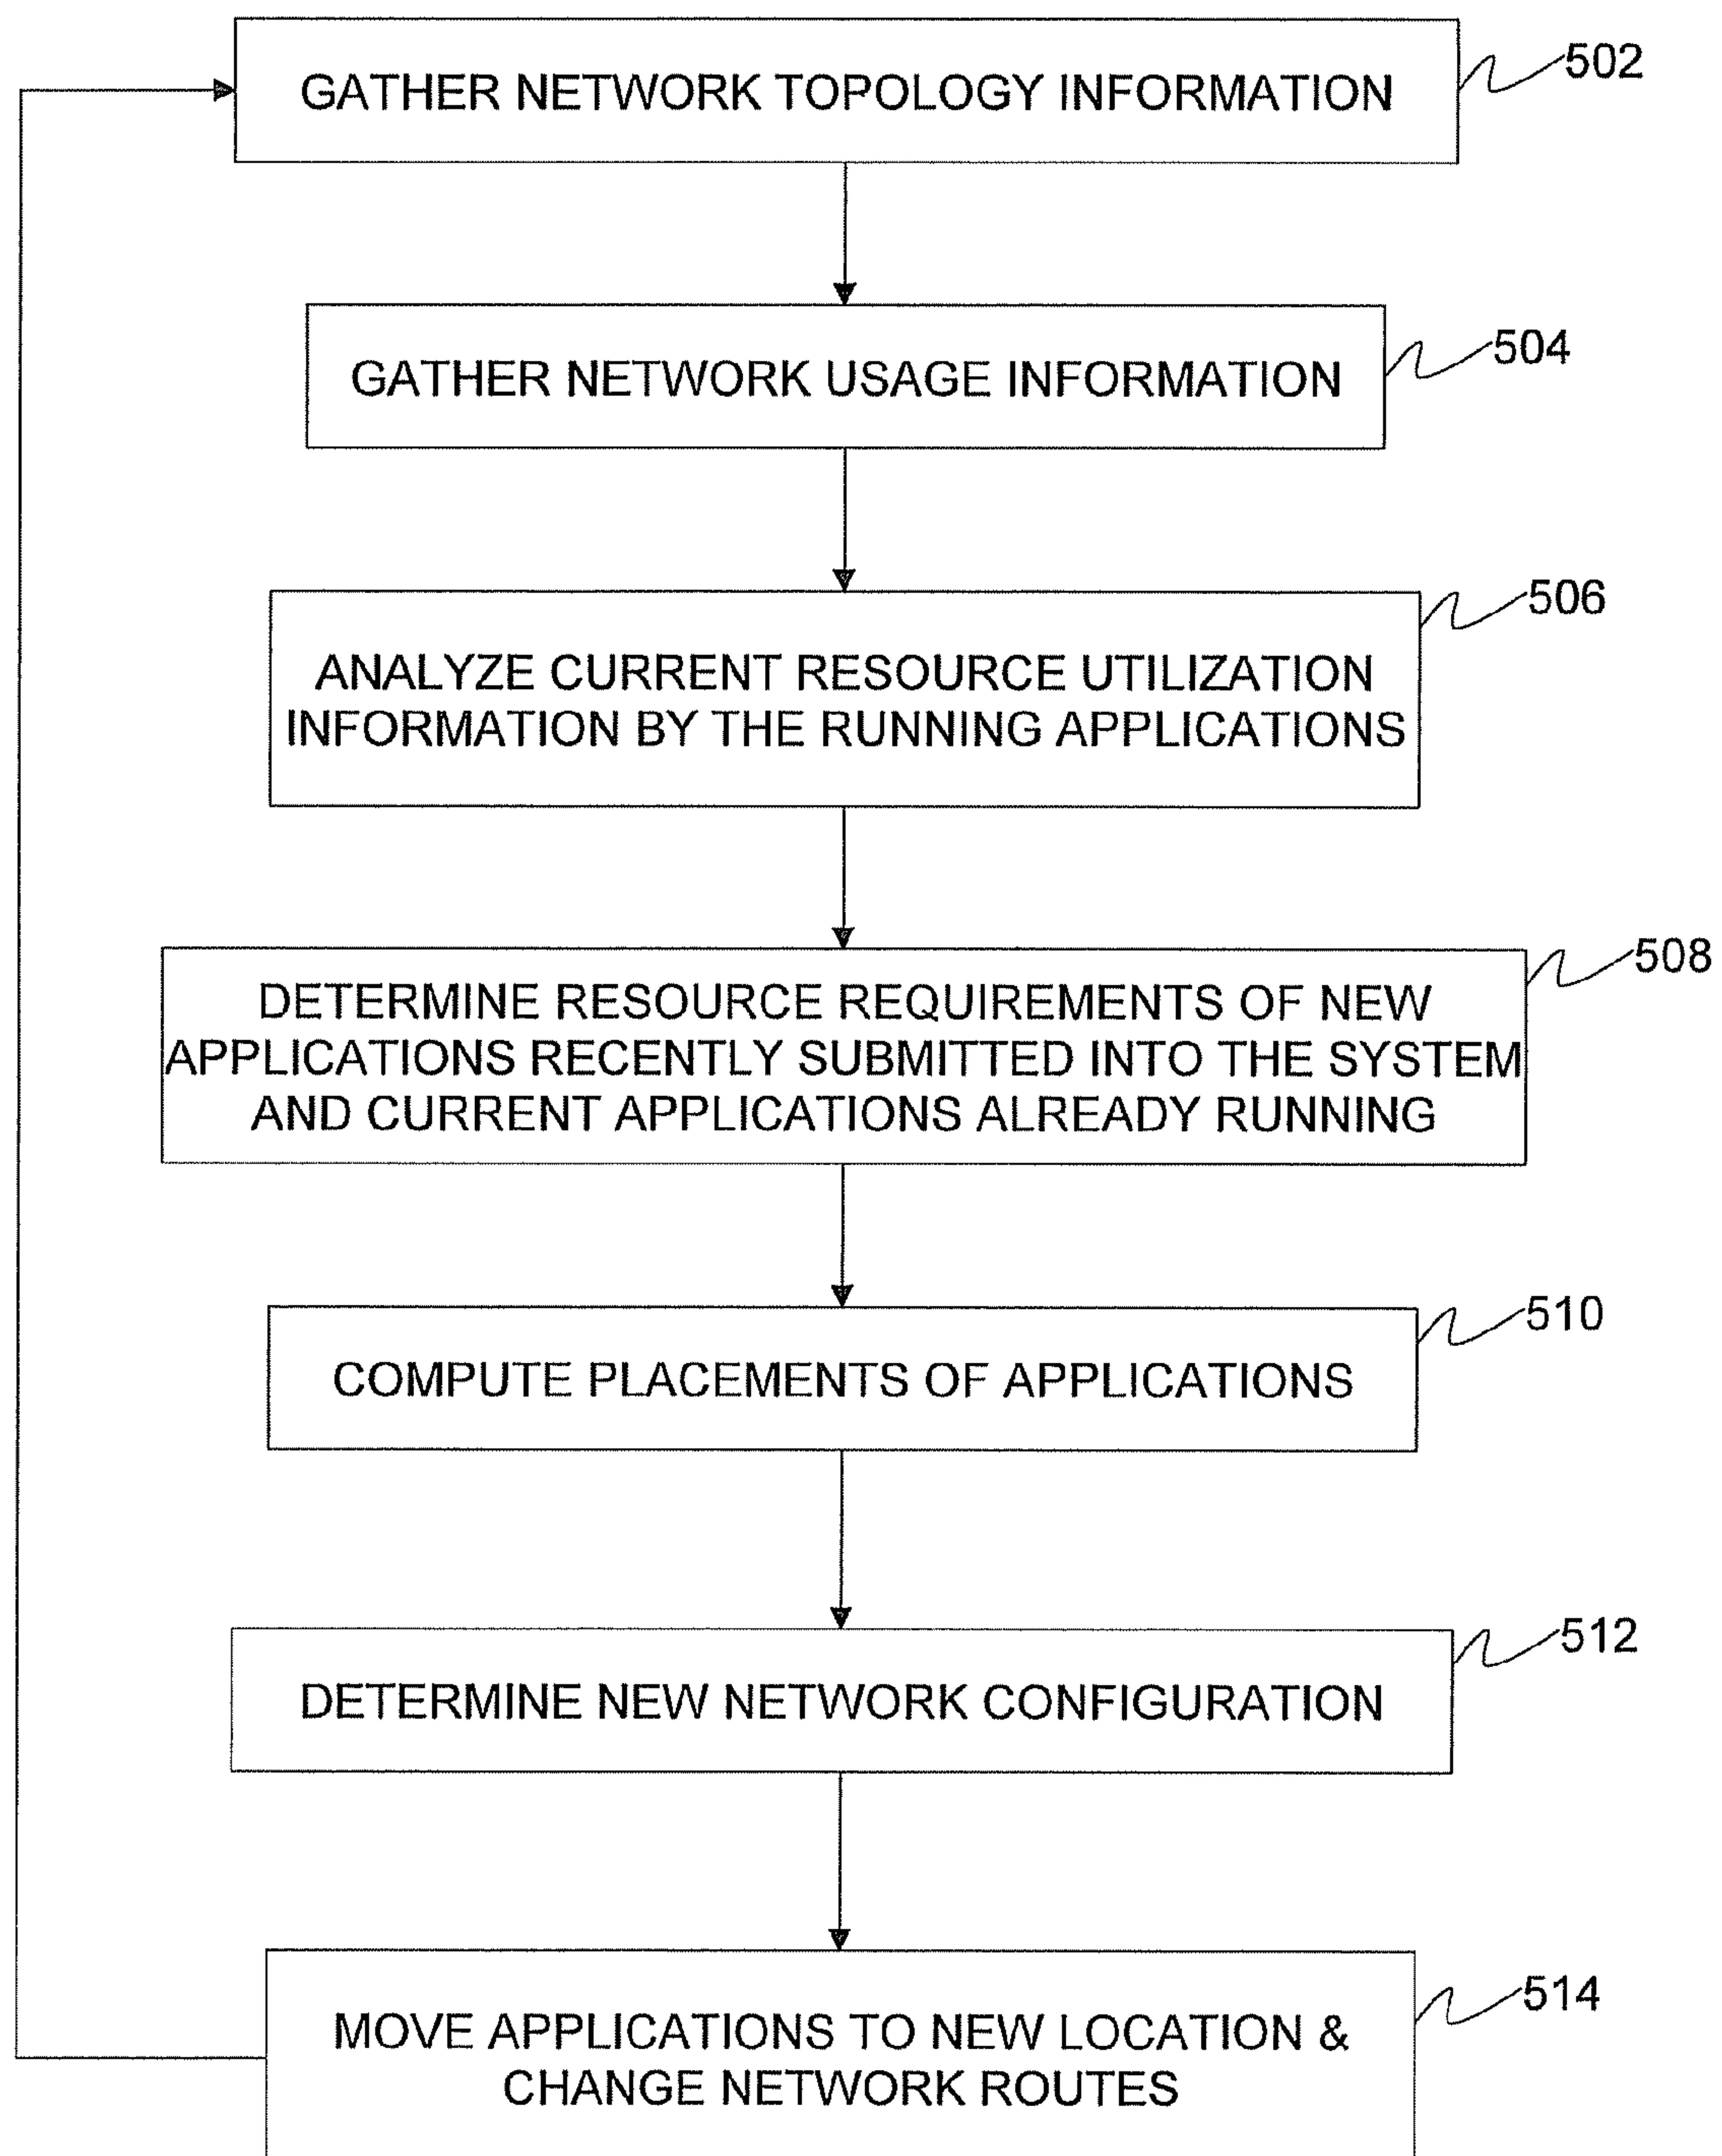 GATHER NETWORK TOPOLOGY INFORMATION
502
GATHER NETWORK USAGE INFORMATION
504
ANALYZE CURRENT RESOURCE UTILIZATION
INFORMATION BY THE RUNNING APPLICATIONS
506
DETERMINE RESOURCE REQUIREMENTS OF NEW
APPLICATIONS RECENTLY SUBMITTED INTO THE SYSTEM
AND CURRENT APPLICATIONS ALREADY RUNNING
508
COMPUTE PLACEMENTS OF APPLICATIONS
510
DETERMINE NEW NETWORK CONFIGURATION
512
MOVE APPLICATIONS TO NEW LOCATION &
CHANGE NETWORK ROUTES
514